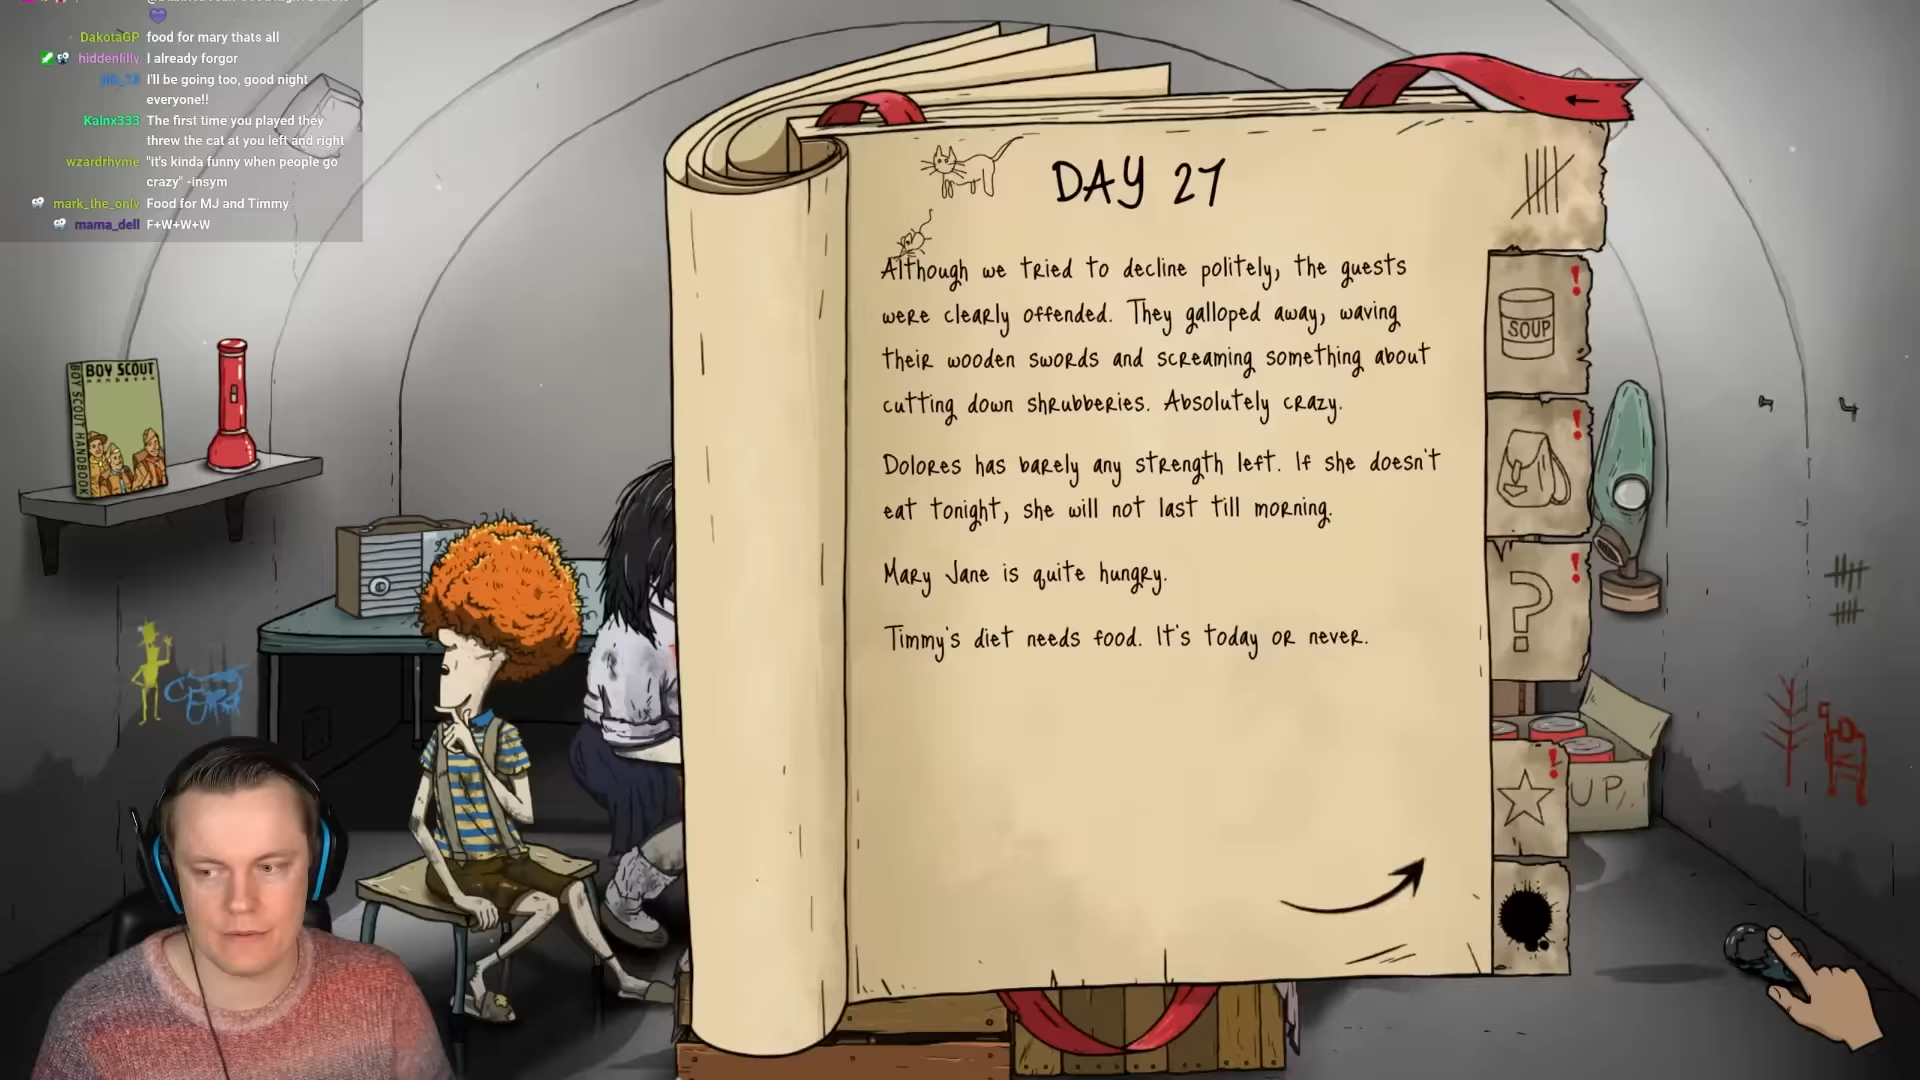 DakotaGP food for mary thats all
hiddenlilly I already forgor
I'll be going too, good night
everyone!!
Kainx333 The first time you played they
threw the cat at you left and right
wzardrhyme "it's kinda funny when people go
crazy" -insym
mark_the_only Food for MJ and Timmy
mama_dell F+W+W+W
BOY SCOUT
HANDBOOK
BOY SCOUT HANDBOOK
DAY 27
Although we tried to decline politely, the guests
were clearly offended. They galloped away, waving
their wooden swords and screaming something about
cutting down shrubberies. Absolutely crazy.
Dolores has barely any strength left. If she doesn't
eat tonight, she will not last till morning.
Mary Jane is quite hungry.
Timmy's diet needs food. It's today or never.
!
SOUP
!
!
?
!
UP